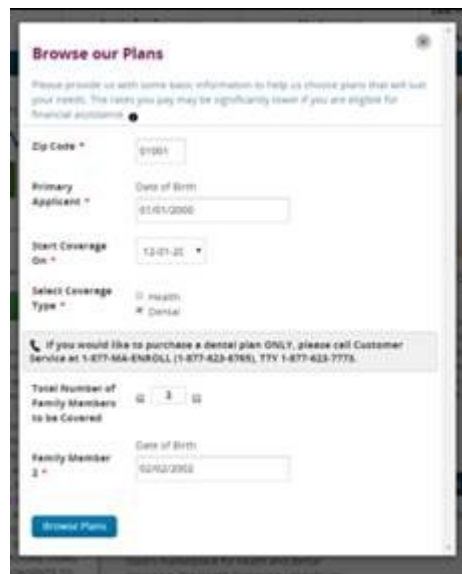 Browse our Plans
Please provide us with some basic information to help us choose plans that will suit
your needs. The rates you pay may be significantly lower if you are eligible for
financial assistance.
Zip Code *
01001
Primary
Applicant *
Date of Birth
01/01/2000
Start Coverage
On *
12-01-20
Select Coverage
Type *
Health
Dental
If you would like to purchase a dental plan ONLY, please call Customer
Service at 1-877-MA-ENROLL (1-877-623-6765), TTY 1-877-623-7773.
Total Number of
Family Members
to be Covered
3
Family Member
2 *
Date of Birth
02/02/2002
Browse Plans